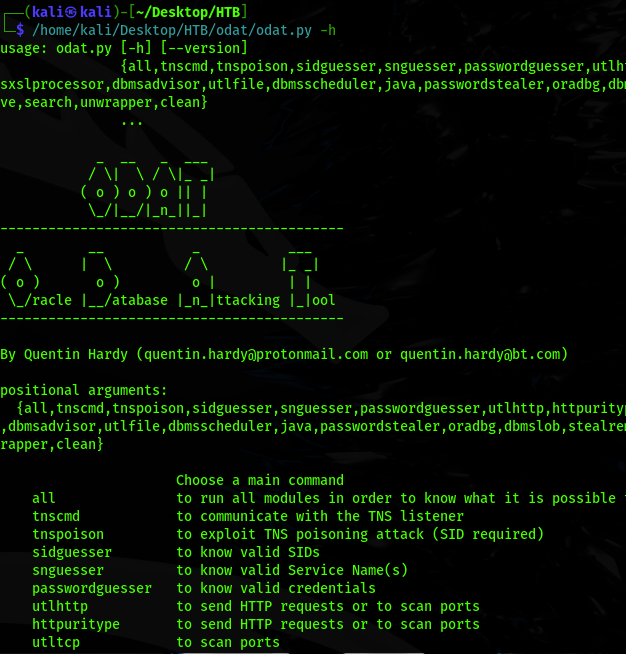 ┌──(kali㉿kali)-[~/Desktop/HTB]
└─$ /home/kali/Desktop/HTB/odat/odat.py -h
usage: odat.py [-h] [--version]
               {all,tnscmd,tnspoison,sidguesser,snguesser,passwordguesser,utlht
sxslprocessor,dbmsadvisor,utlfile,dbmsscheduler,java,passwordstealer,oradbg,dbm
ve,search,unwrapper,clean}
               ...

            _  __   _  ___
           / \|  \ / \|_ _|
          ( o ) o ) o || |
           \_/|__/|_n_||_|
-------------------------------------------
  _        __           _           ___
 / \      |  \         / \         |_ _|
( o )       o )         o |         | |
 \_/racle |__/atabase |_n_|ttacking |_|ool
-------------------------------------------

By Quentin Hardy (quentin.hardy@protonmail.com or quentin.hardy@bt.com)

positional arguments:
  {all,tnscmd,tnspoison,sidguesser,snguesser,passwordguesser,utlhttp,httpurityp
,dbmsadvisor,utlfile,dbmsscheduler,java,passwordstealer,oradbg,dbmslob,stealrem
rapper,clean}

                      Choose a main command
    all               to run all modules in order to know what it is possible
    tnscmd            to communicate with the TNS listener
    tnspoison         to exploit TNS poisoning attack (SID required)
    sidguesser        to know valid SIDs
    snguesser         to know valid Service Name(s)
    passwordguesser   to know valid credentials
    utlhttp           to send HTTP requests or to scan ports
    httpuritype       to send HTTP requests or to scan ports
    utltcp            to scan ports